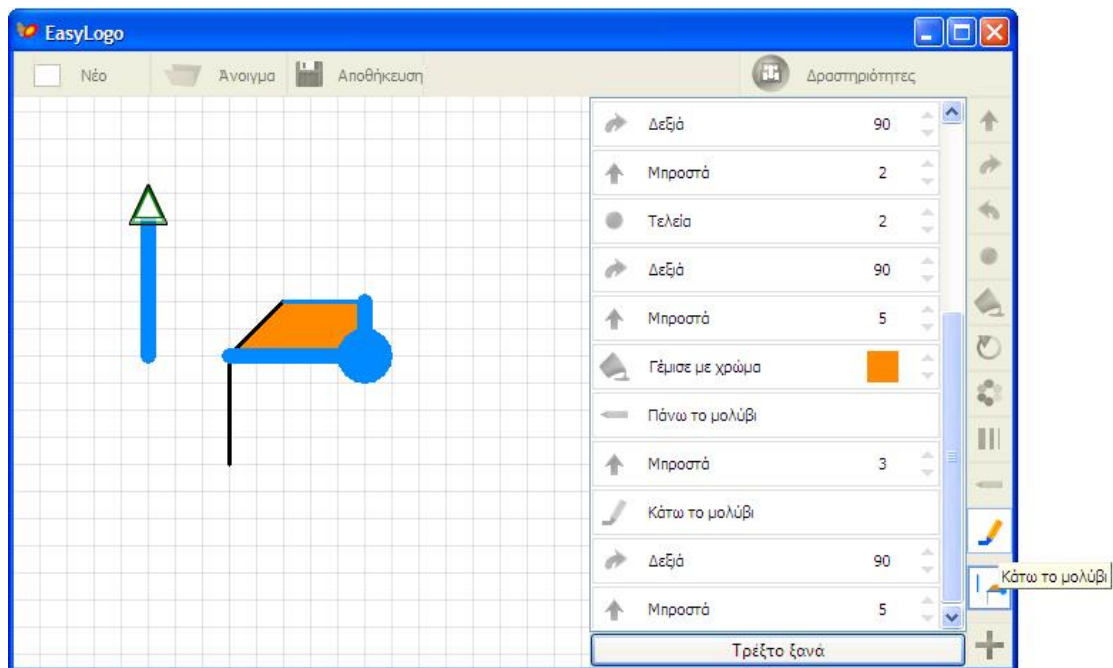 EasyLogo
Νέο Άνοιγμα Αποθήκευση Δραστηριότητες
Δεξιά 90
Μπροστά 2
Τελεία 2
Δεξιά 90
Μπροστά 5
Γέμισε με χρώμα
Πάνω το μολύβι
Μπροστά 3
Κάτω το μολύβι
Δεξιά 90
Κάτω το μολύβι
Μπροστά 5
Τρέξτο ξανά